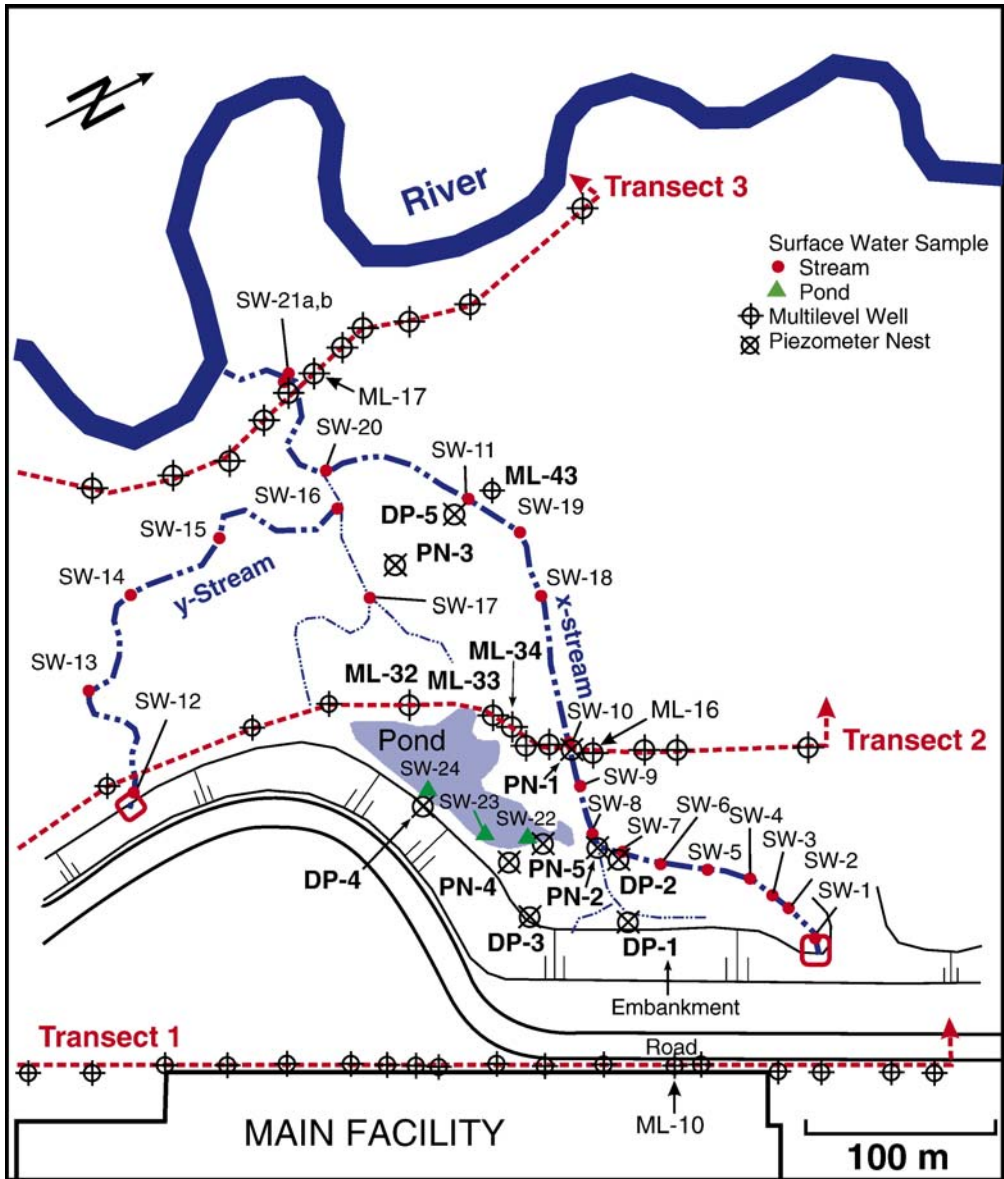 N
River
Transect 3
Surface Water Sample
Stream
Pond
Multilevel Well
Piezometer Nest
SW-21a,b
ML-17
SW-20
SW-11
ML-43
SW-16
DP-5
SW-19
SW-15
PN-3
SW-14
y-Stream
SW-17
SW-18
x-stream
SW-13
ML-34
ML-32
ML-33
SW-12
SW-10
ML-16
Transect 2
Pond
SW-24
PN-1
SW-9
SW-23
SW-22
SW-8
SW-6
SW-4
SW-7
SW-5
SW-3
SW-2
DP-4
PN-4
PN-5
PN-2
DP-2
SW-1
DP-3
DP-1
Embankment
Transect 1
Road
MAIN FACILITY
ML-10
100 m